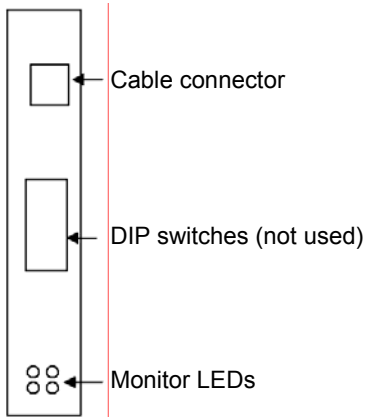 Cable connector
DIP switches (not used)
Monitor LEDs